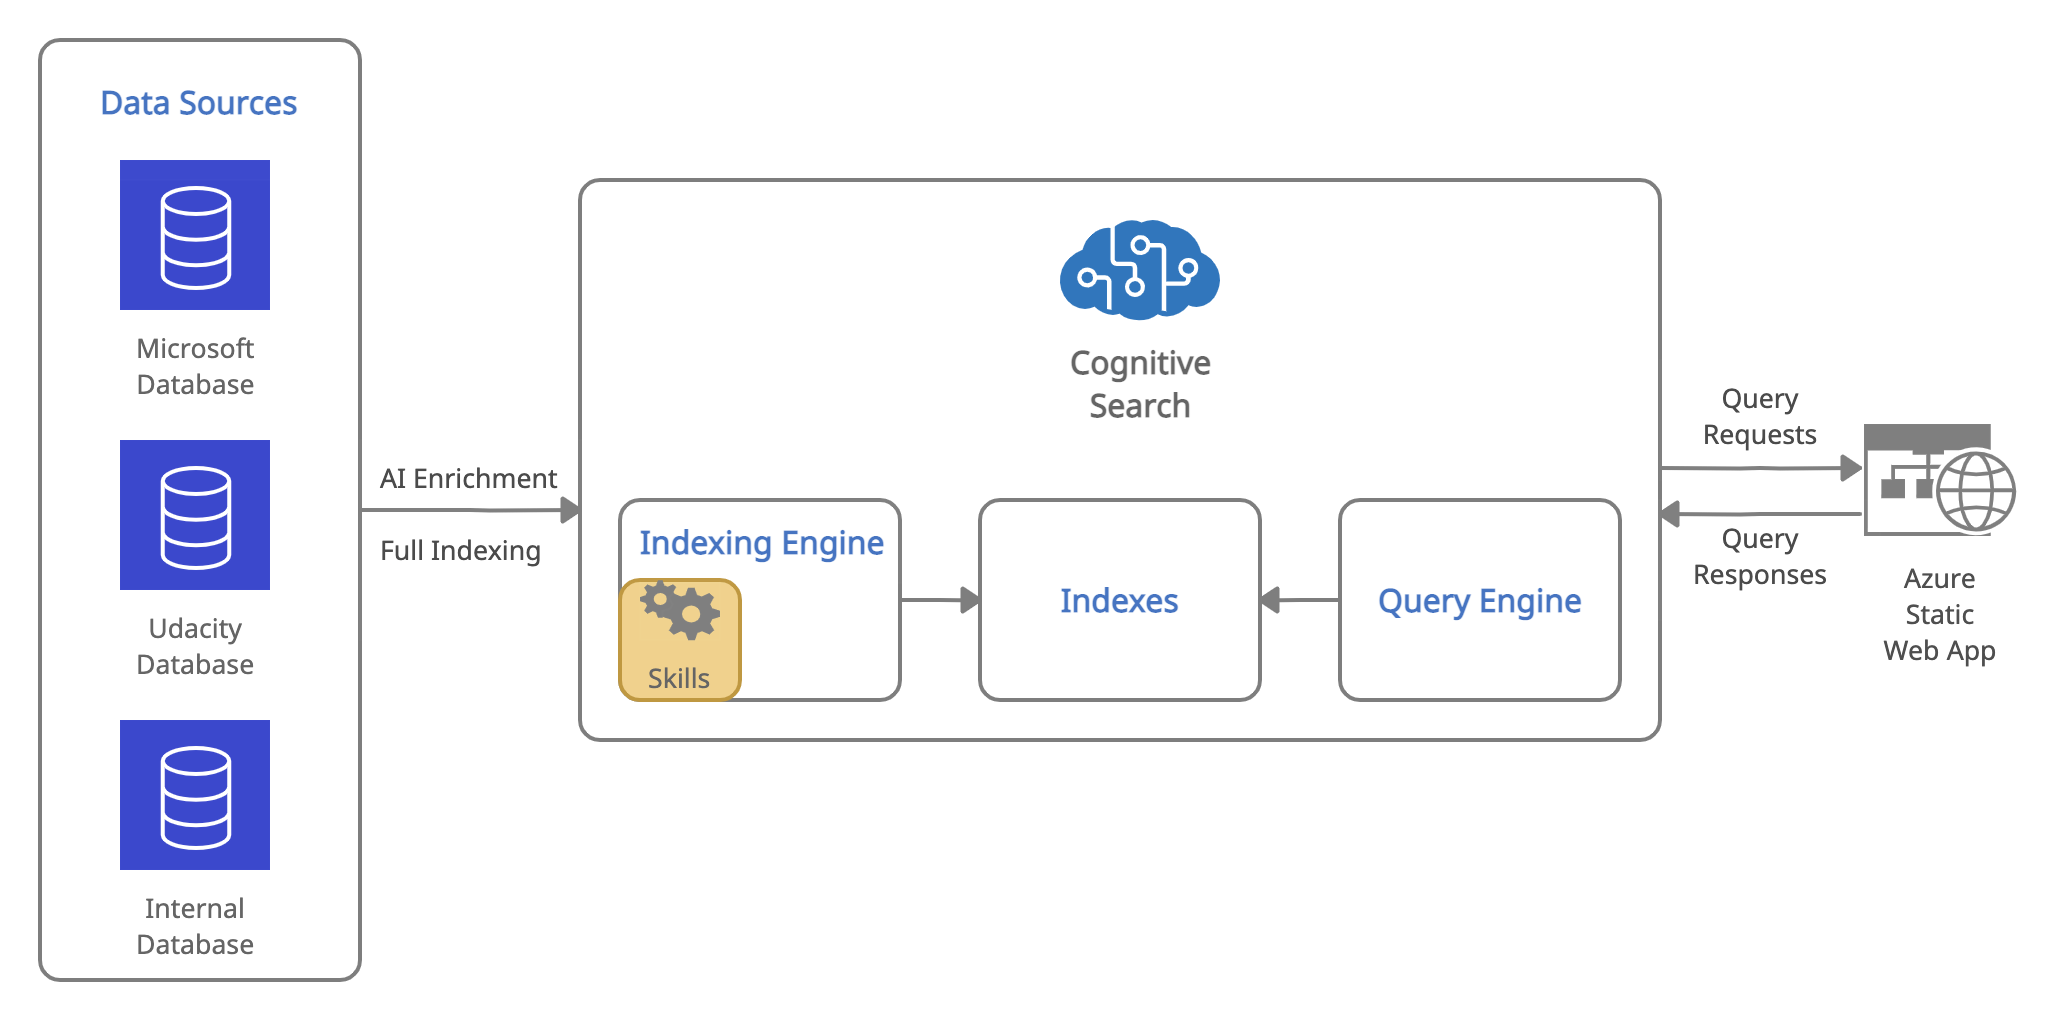 Data Sources
Microsoft
Database
Udacity
Database
Internal
Database
AI Enrichment
Full Indexing
Cognitive
Search
Indexing Engine
Skills
Indexes
Query Engine
Query
Requests
Query
Responses
Azure
Static
Web App